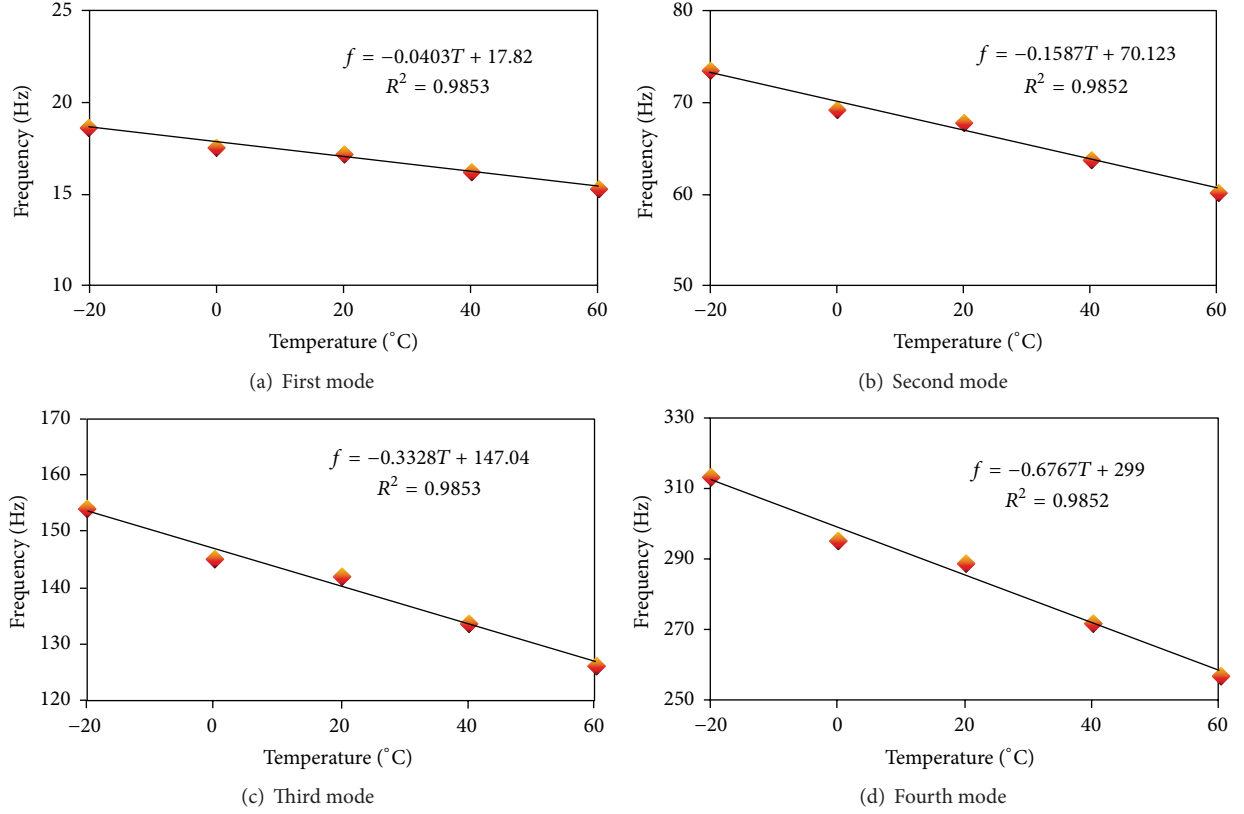 25
20
15
10
Frequency (Hz)
f = −0.0403T + 17.82
R² = 0.9853
−20 0 20 40 60
Temperature (°C)
(a) First mode
80
70
60
50
Frequency (Hz)
f = −0.1587T + 70.123
R² = 0.9852
−20 0 20 40 60
Temperature (°C)
(b) Second mode
170
160
150
140
130
120
Frequency (Hz)
f = −0.3328T + 147.04
R² = 0.9853
−20 0 20 40 60
Temperature (°C)
(c) Third mode
330
310
290
270
250
Frequency (Hz)
f = −0.6767T + 299
R² = 0.9852
−20 0 20 40 60
Temperature (°C)
(d) Fourth mode